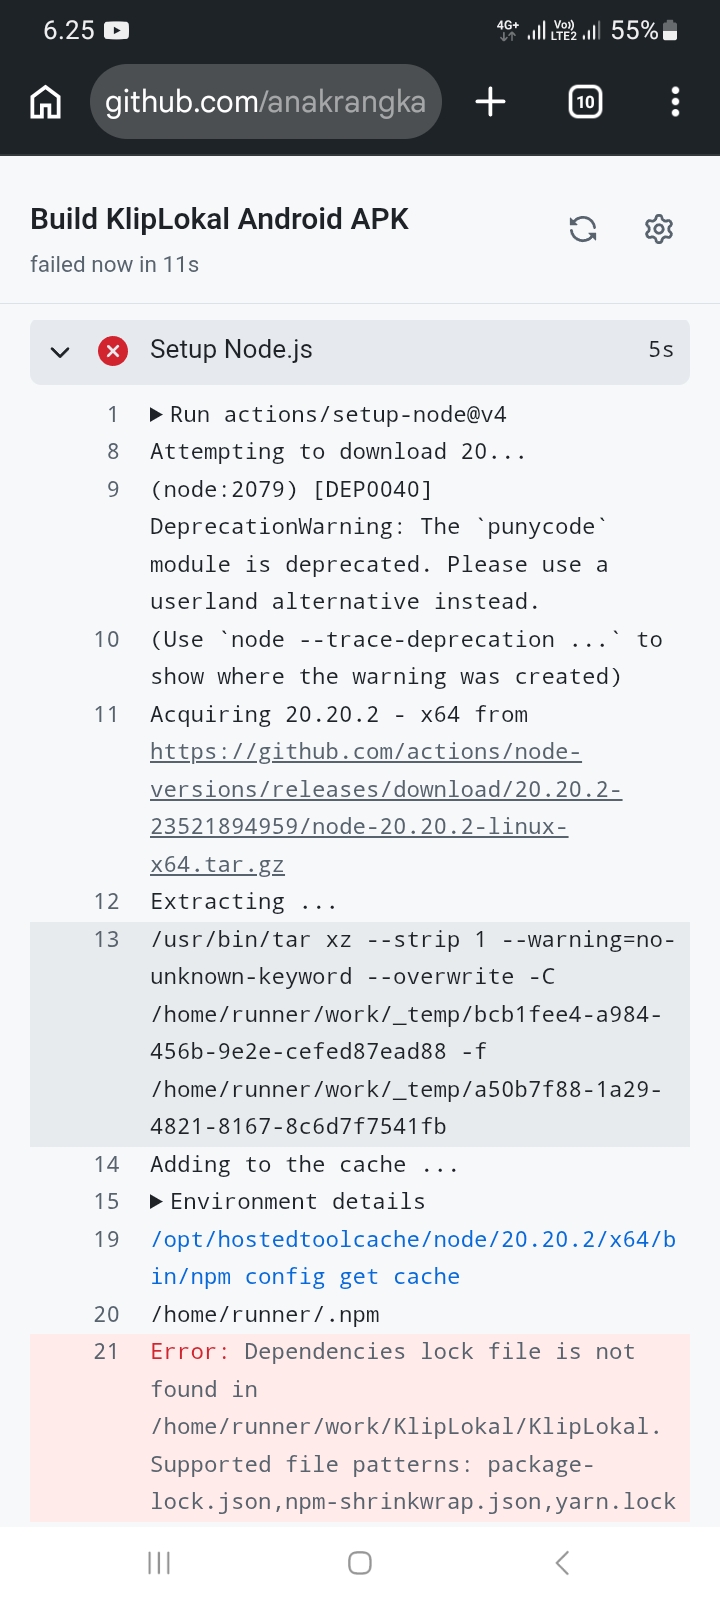 6.25
4G+ Vo)) LTE2 55%
github.com/anakrangka
10
Build KlipLokal Android APK
failed now in 11s
Setup Node.js 5s
1 Run actions/setup-node@v4
8 Attempting to download 20...
9 (node:2079) [DEP0040]
DeprecationWarning: The `punycode`
module is deprecated. Please use a
userland alternative instead.
10 (Use `node --trace-deprecation ...` to
show where the warning was created)
11 Acquiring 20.20.2 - x64 from
https://github.com/actions/node-
versions/releases/download/20.20.2-
23521894959/node-20.20.2-linux-
x64.tar.gz
12 Extracting ...
13 /usr/bin/tar xz --strip 1 --warning=no-
unknown-keyword --overwrite -C
/home/runner/work/_temp/bcb1fee4-a984-
456b-9e2e-cefed87ead88 -f
/home/runner/work/_temp/a50b7f88-1a29-
4821-8167-8c6d7f7541fb
14 Adding to the cache ...
15 Environment details
19 /opt/hostedtoolcache/node/20.20.2/x64/b
in/npm config get cache
20 /home/runner/.npm
21 Error: Dependencies lock file is not
found in
/home/runner/work/KlipLokal/KlipLokal.
Supported file patterns: package-
lock.json,npm-shrinkwrap.json,yarn.lock